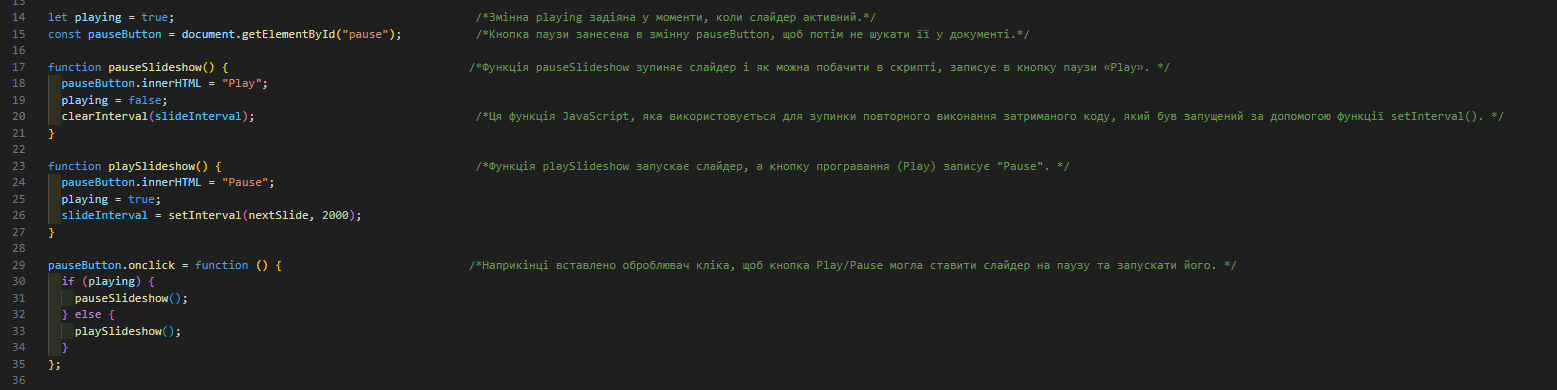 13
14 let playing = true; /*Змінна playing задіяна у моменти, коли слайдер активний.*/
15 const pauseButton = document.getElementById("pause"); /*Кнопка паузи занесена в змінну pauseButton, щоб потім не шукати її у документі.*/
16
17 function pauseSlideshow() { /*Функція pauseSlideshow зупиняє слайдер і як можна побачити в скрипті, записує в кнопку паузи «Play». */
18 pauseButton.innerHTML = "Play";
19 playing = false;
20 clearInterval(slideInterval); /*Ця функція JavaScript, яка використовується для зупинки повторного виконання затриманого коду, який був запущений за допомогою функції setInterval(). */
21 }
22
23 function playSlideshow() { /*Функція playSlideshow запускає слайдер, а кнопку програвання (Play) записує "Pause". */
24 pauseButton.innerHTML = "Pause";
25 playing = true;
26 slideInterval = setInterval(nextSlide, 2000);
27 }
28
29 pauseButton.onclick = function () { /*Наприкінці вставлено оброблювач кліка, щоб кнопка Play/Pause могла ставити слайдер на паузу та запускати його. */
30 if (playing) {
31 pauseSlideshow();
32 } else {
33 playSlideshow();
34 }
35 };
36